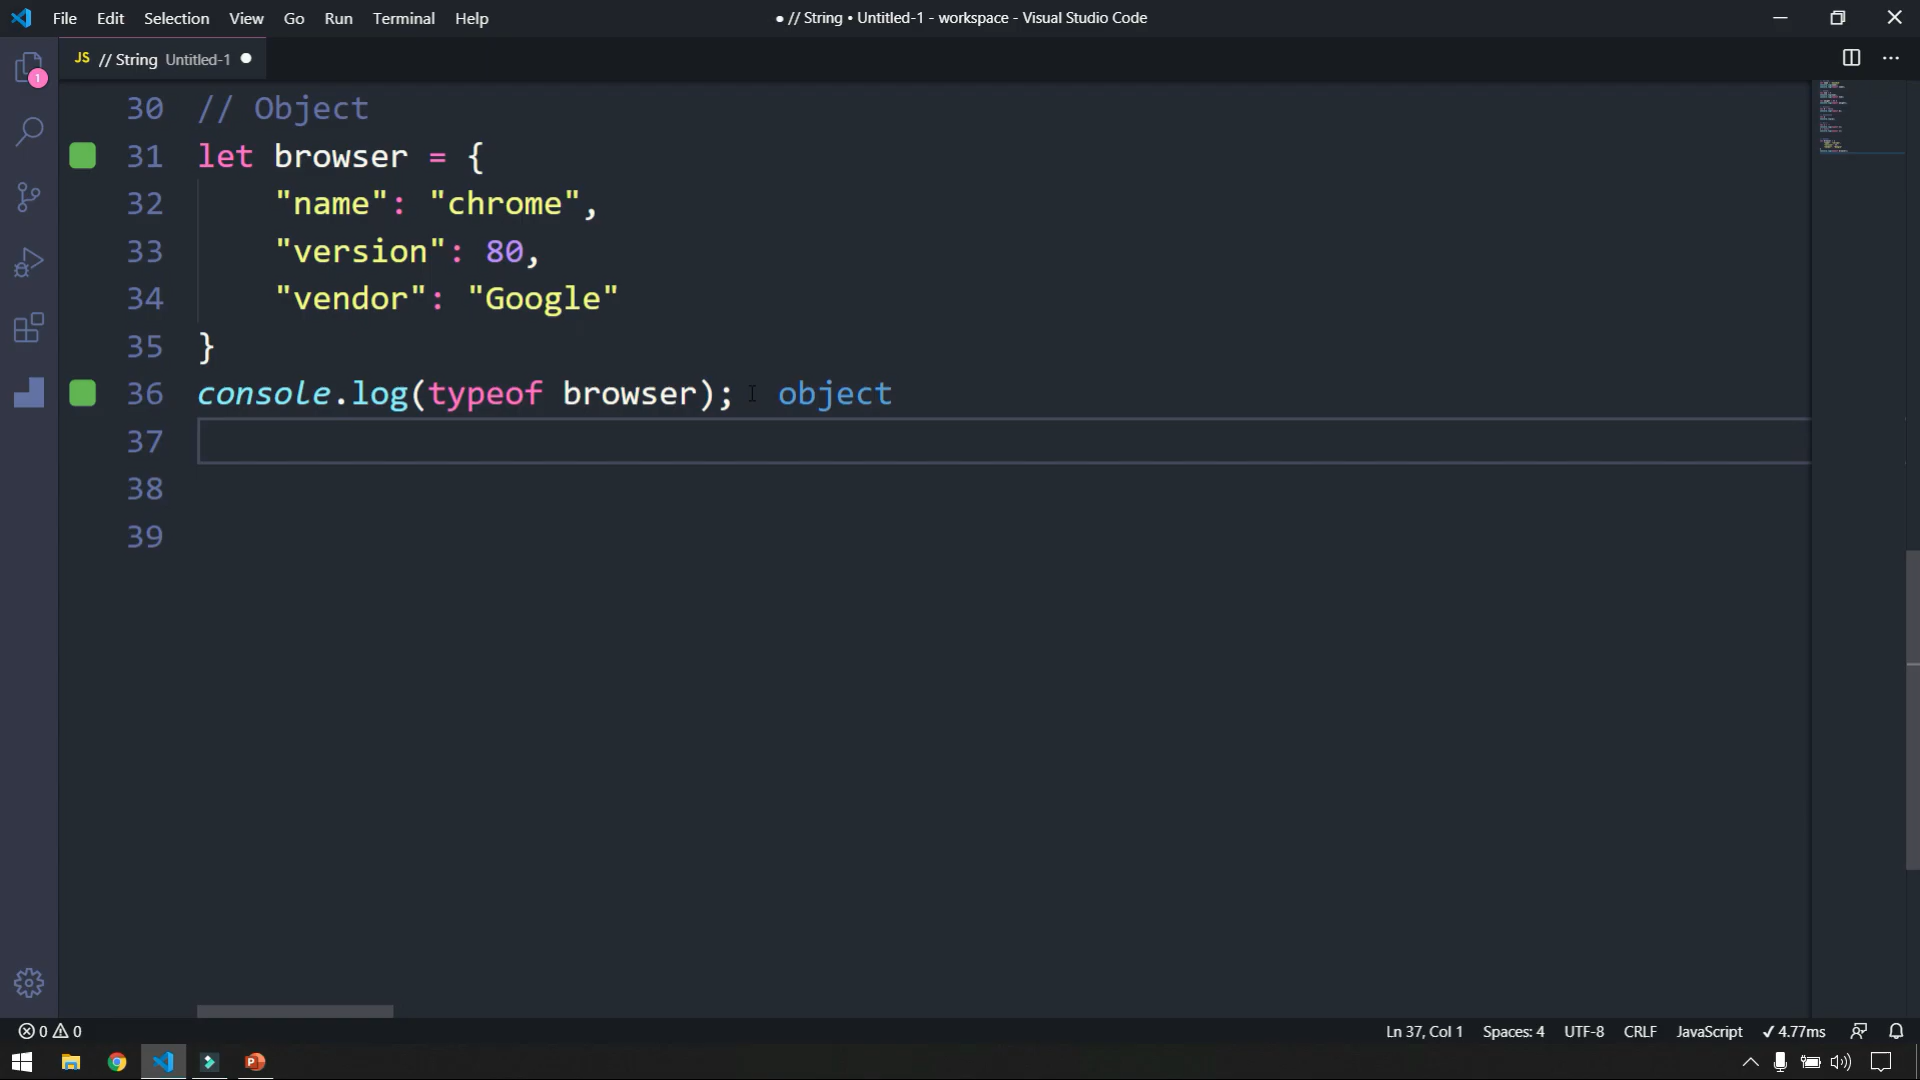 File Edit Selection View Go Run Terminal Help
● // String • Untitled-1 - workspace - Visual Studio Code
JS // String Untitled-1
1
30 // Object
31 let browser = {
32 "name": "chrome",
33 "version": 80,
34 "vendor": "Google"
35 }
36 console.log(typeof browser); object
37
38
39
0 0
Ln 37, Col 1 Spaces: 4 UTF-8 CRLF JavaScript ✓ 4.77ms